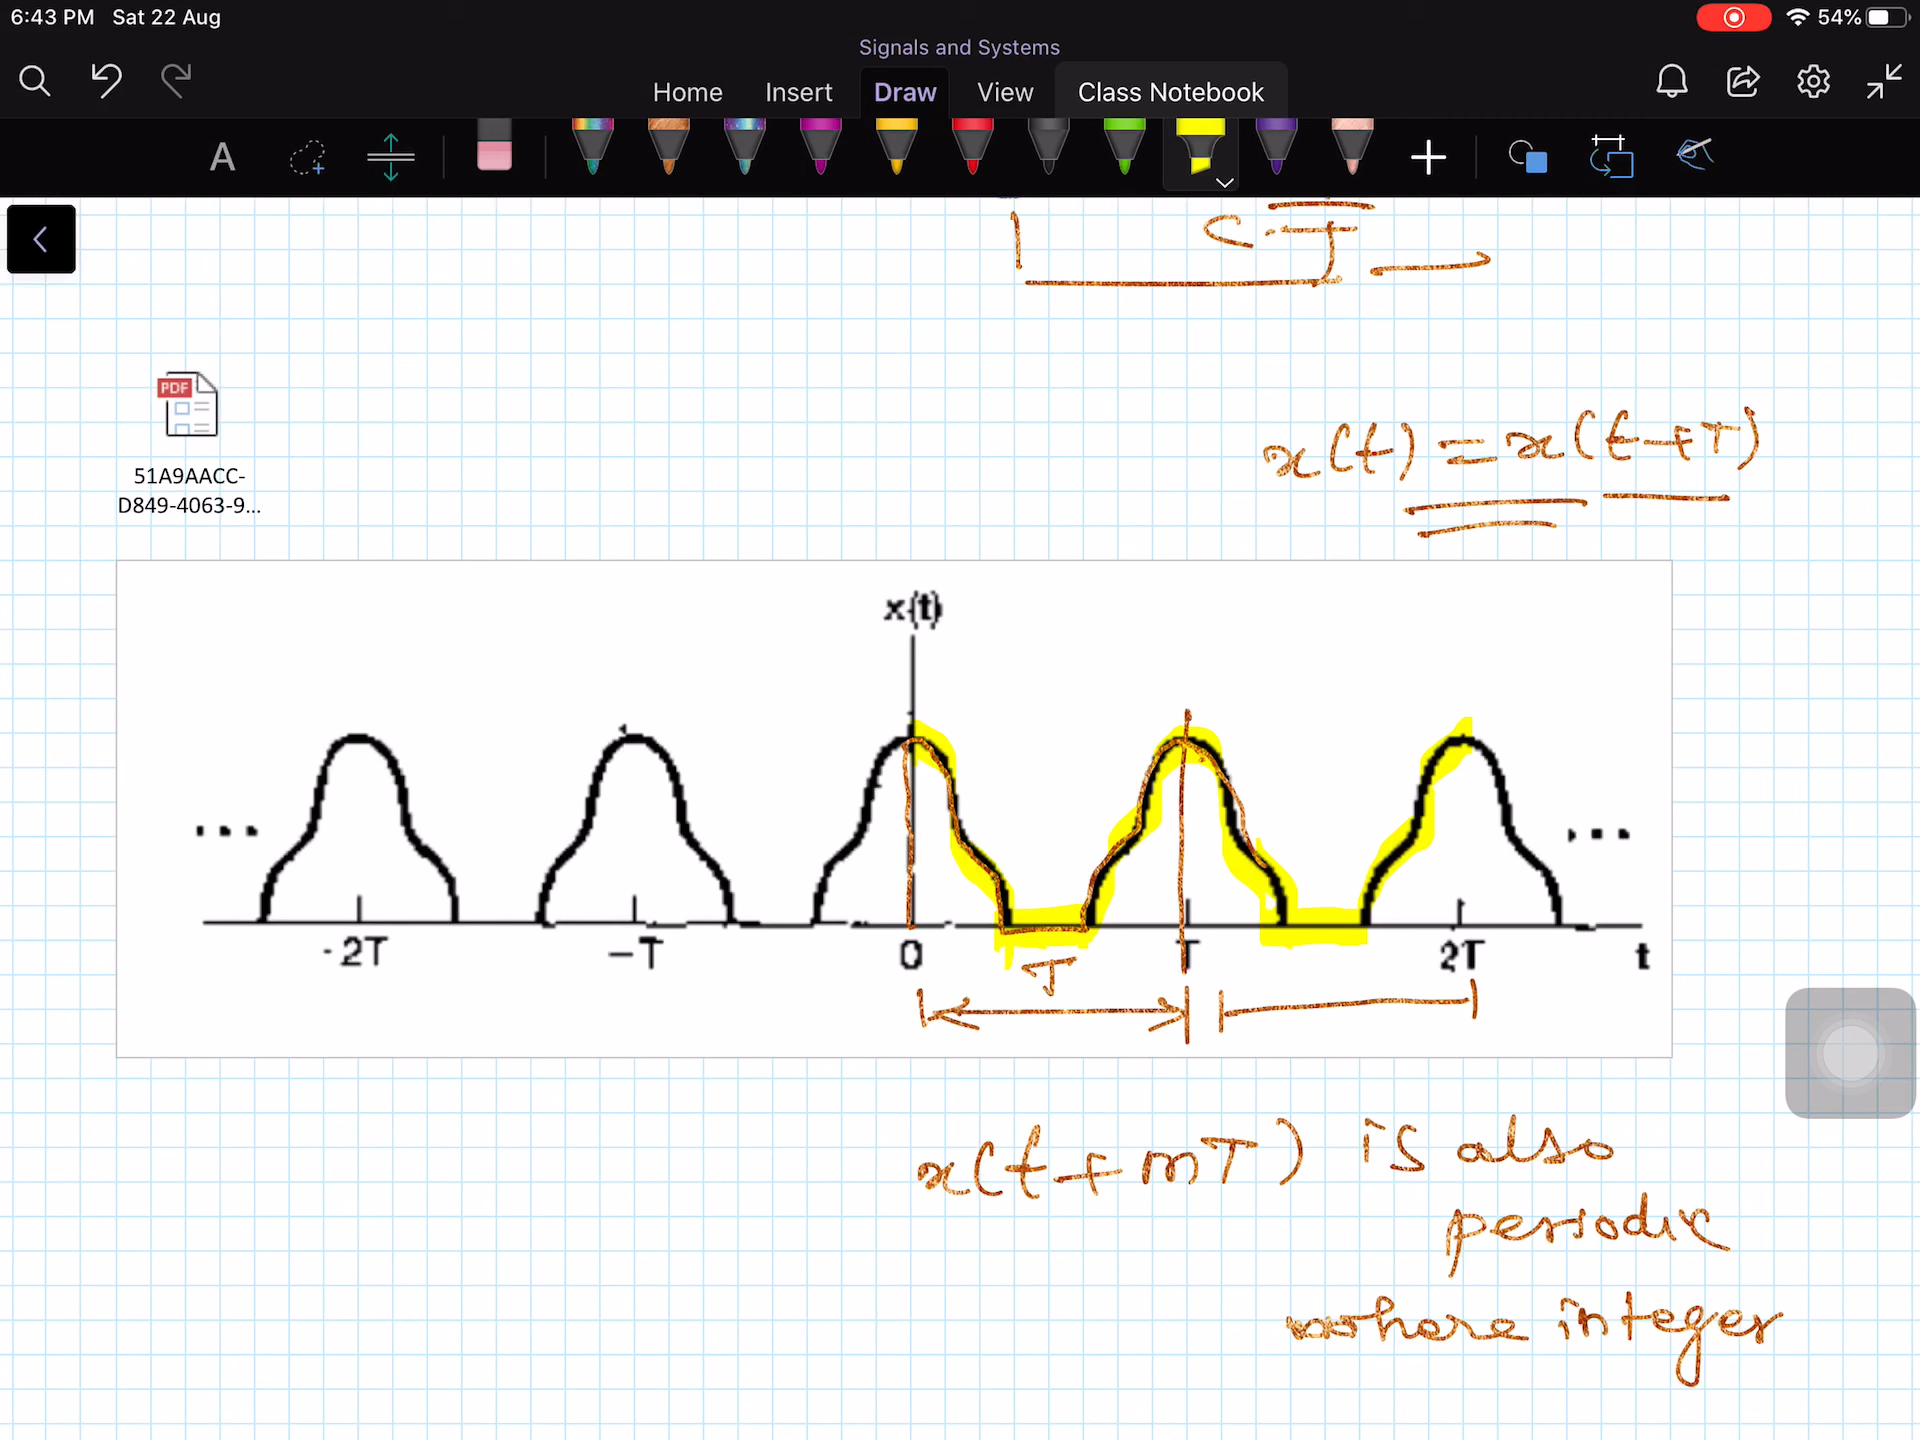 6:43 PM Sat 22 Aug
54%
Signals and Systems
Home Insert Draw View Class Notebook
A
PDF
51A9AACC-
D849-4063-9...
x(t) = x(t+T)
x(t)
... ...
-2T -T 0 T 2T t
T
x(t+mT) is also
periodic
where integer